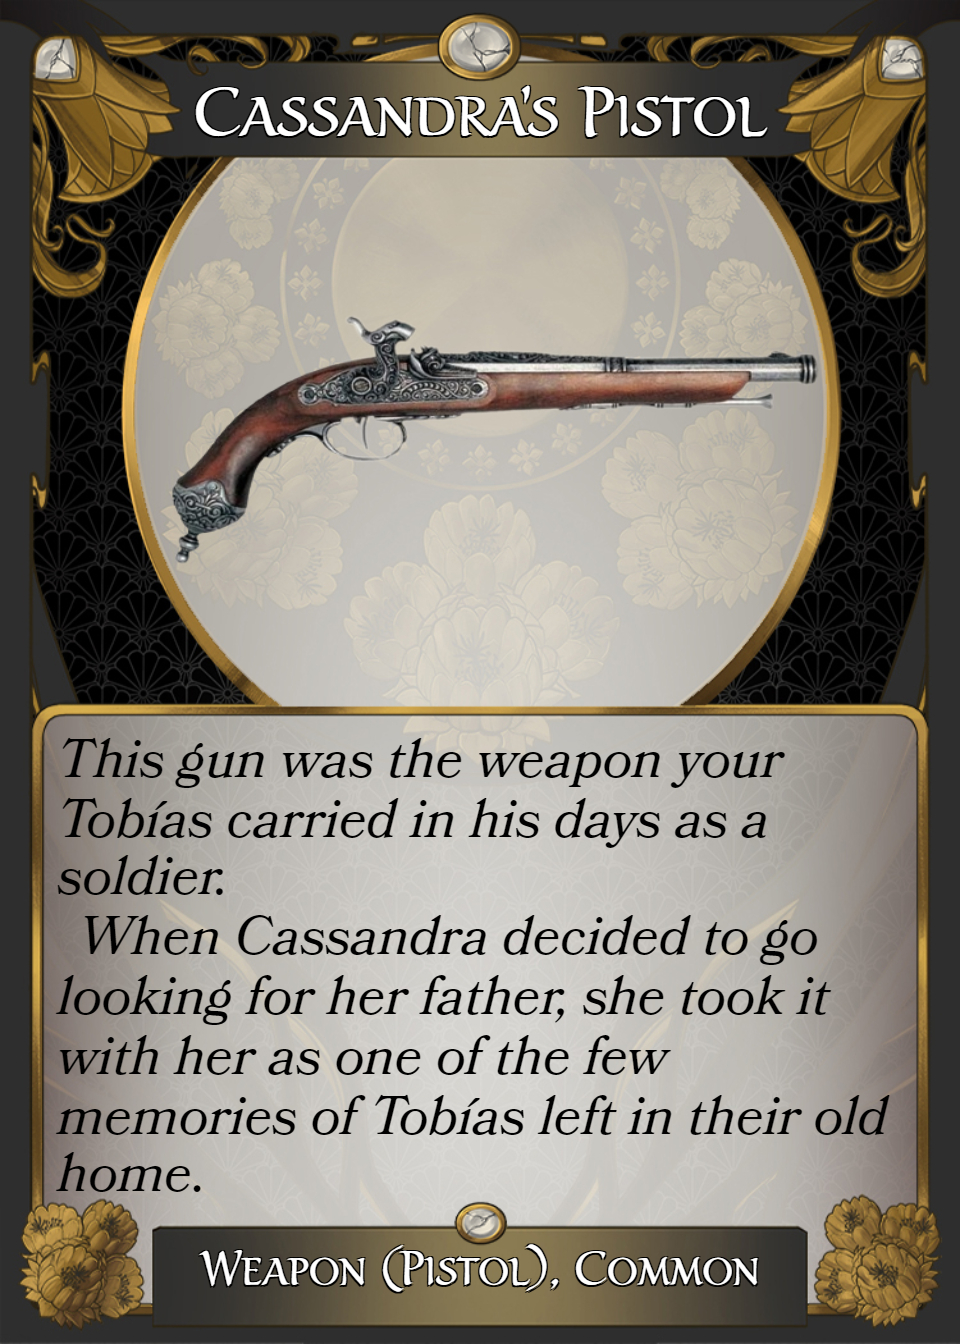 Cassandra's Pistol
This gun was the weapon your
Tobías carried in his days as a
soldier.
When Cassandra decided to go
looking for her father, she took it
with her as one of the few
memories of Tobías left in their old
home.
Weapon (Pistol), Common